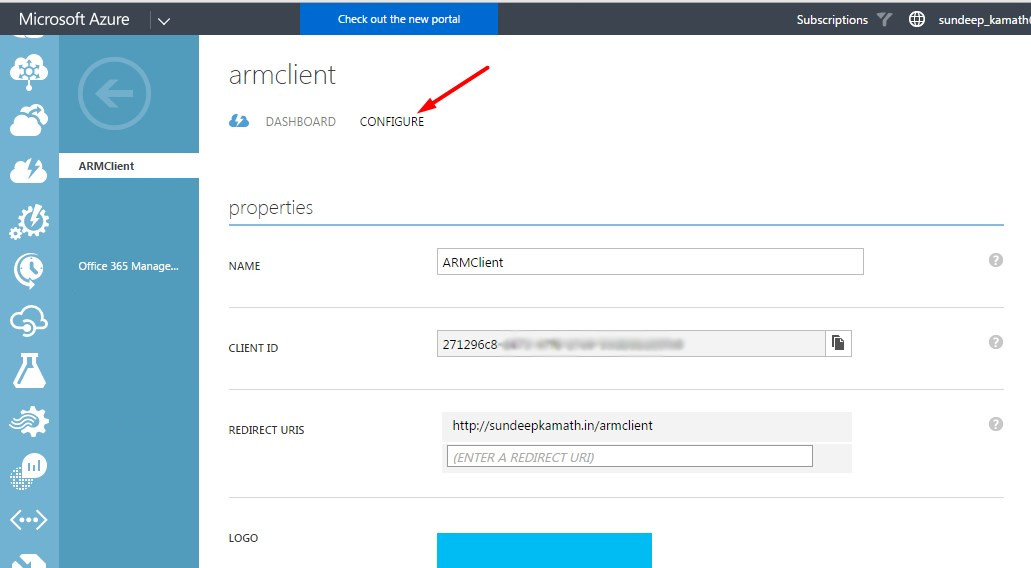 Microsoft Azure
Check out the new portal
Subscriptions
sundeep_kamath
armclient
DASHBOARD CONFIGURE
ARMClient
properties
Office 365 Manage...
NAME
ARMClient
CLIENT ID
271296c8-
REDIRECT URIS
http://sundeepkamath.in/armclient
(ENTER A REDIRECT URI)
LOGO